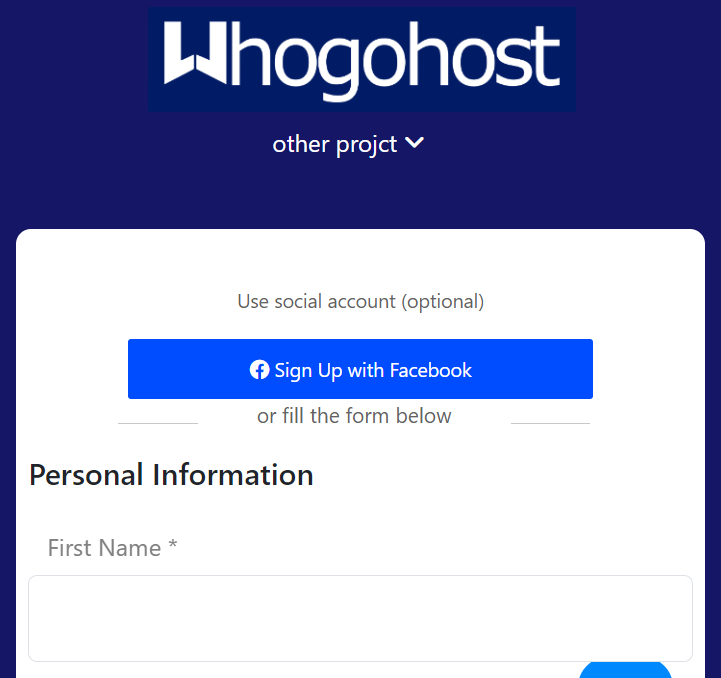 Whogohost
other projct
Use social account (optional)
Sign Up with Facebook
or fill the form below
Personal Information
First Name *